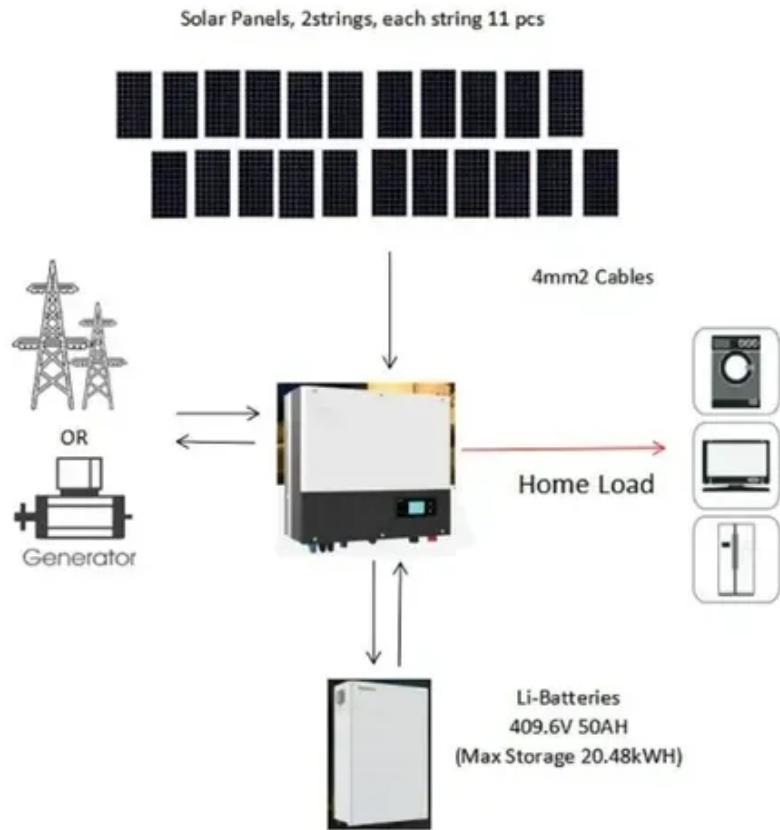 Solar Panels, 2strings, each string 11 pcs
4mm2 Cables
OR
Generator
Home Load
Li-Batteries
409.6V 50AH
(Max Storage 20.48kWH)